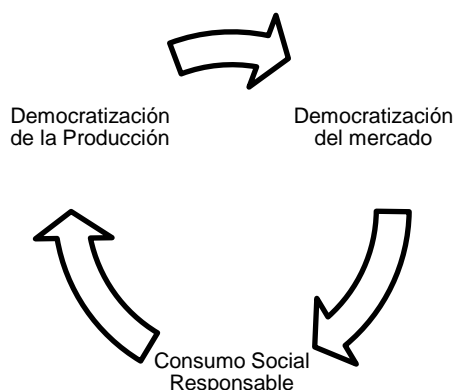 Democratización
de la Producción
Democratización
del mercado
Consumo Social
Responsable